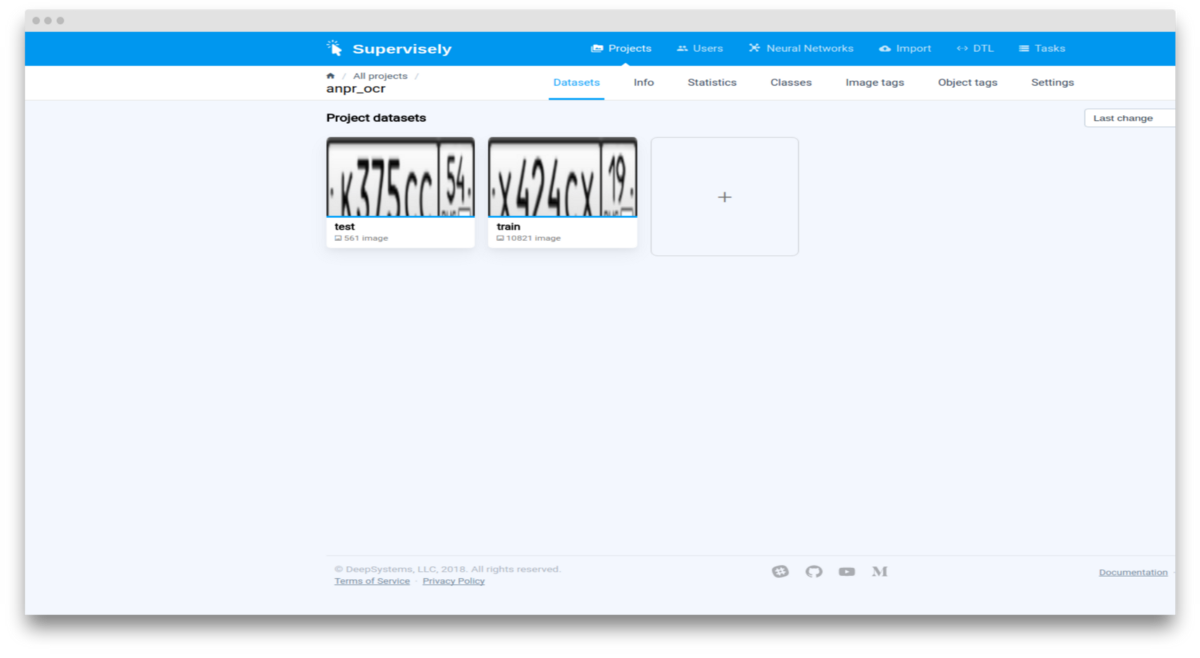 Supervisely
Projects Users Neural Networks Import DTL Tasks
/ All projects /
anpr_ocr
Datasets Info Statistics Classes Image tags Object tags Settings
Project datasets
Last change
к375сс 54
х424сх 19
test
561 image
train
10821 image
+
© DeepSystems, LLC, 2018. All rights reserved.
Terms of Service · Privacy Policy
Documentation